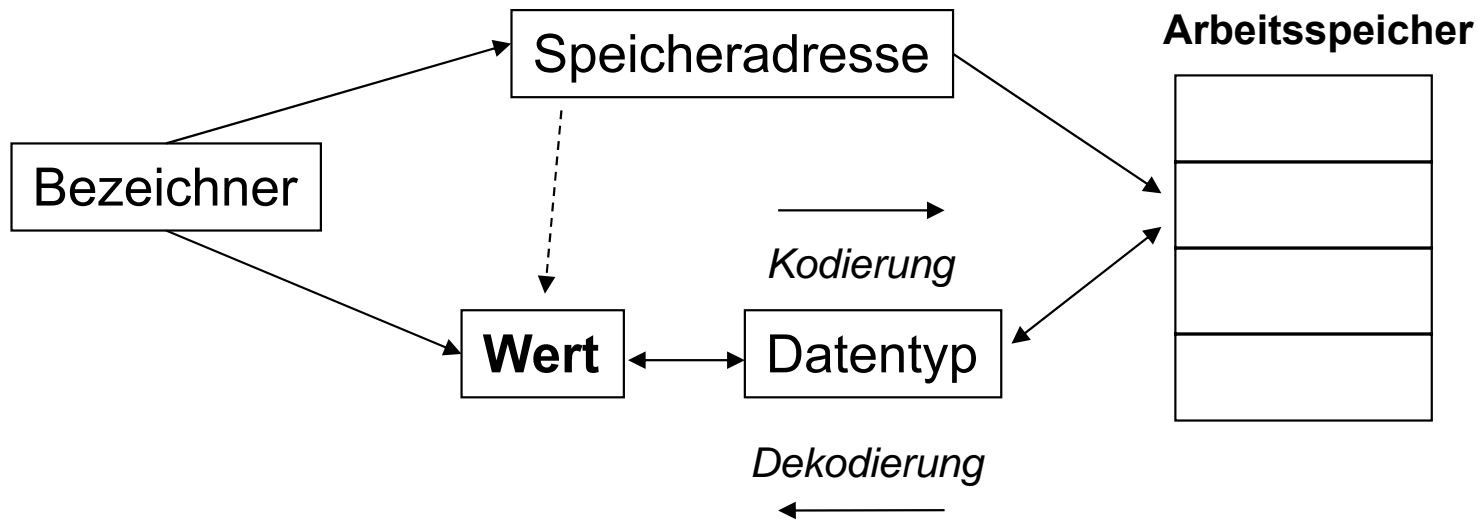 Speicheradresse
Arbeitsspeicher
Bezeichner
Kodierung
Wert
Datentyp
Dekodierung